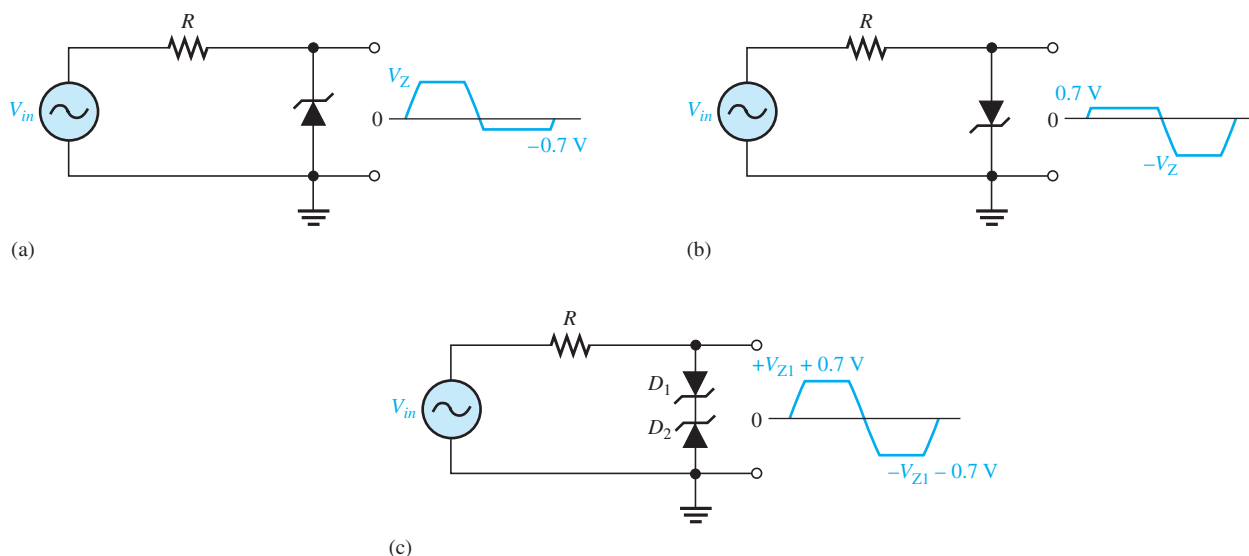 R
V_in
V_Z
0
−0.7 V
(a)
R
V_in
0.7 V
0
−V_Z
(b)
R
V_in
D_1
D_2
+V_Z1 + 0.7 V
0
−V_Z1 − 0.7 V
(c)